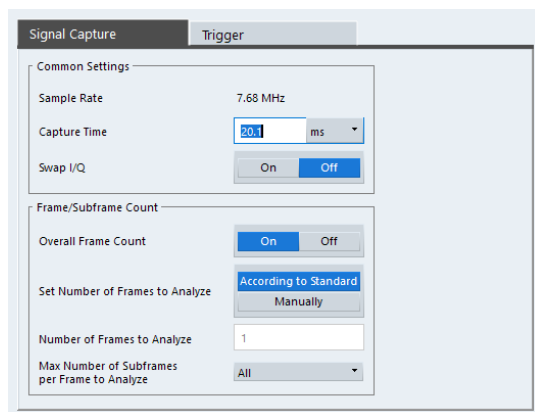 Signal Capture Trigger
Common Settings
Sample Rate 7.68 MHz
Capture Time 20.1 ms
Swap I/Q On Off
Frame/Subframe Count
Overall Frame Count On Off
According to Standard
Set Number of Frames to Analyze
Manually
Number of Frames to Analyze 1
Max Number of Subframes
per Frame to Analyze All